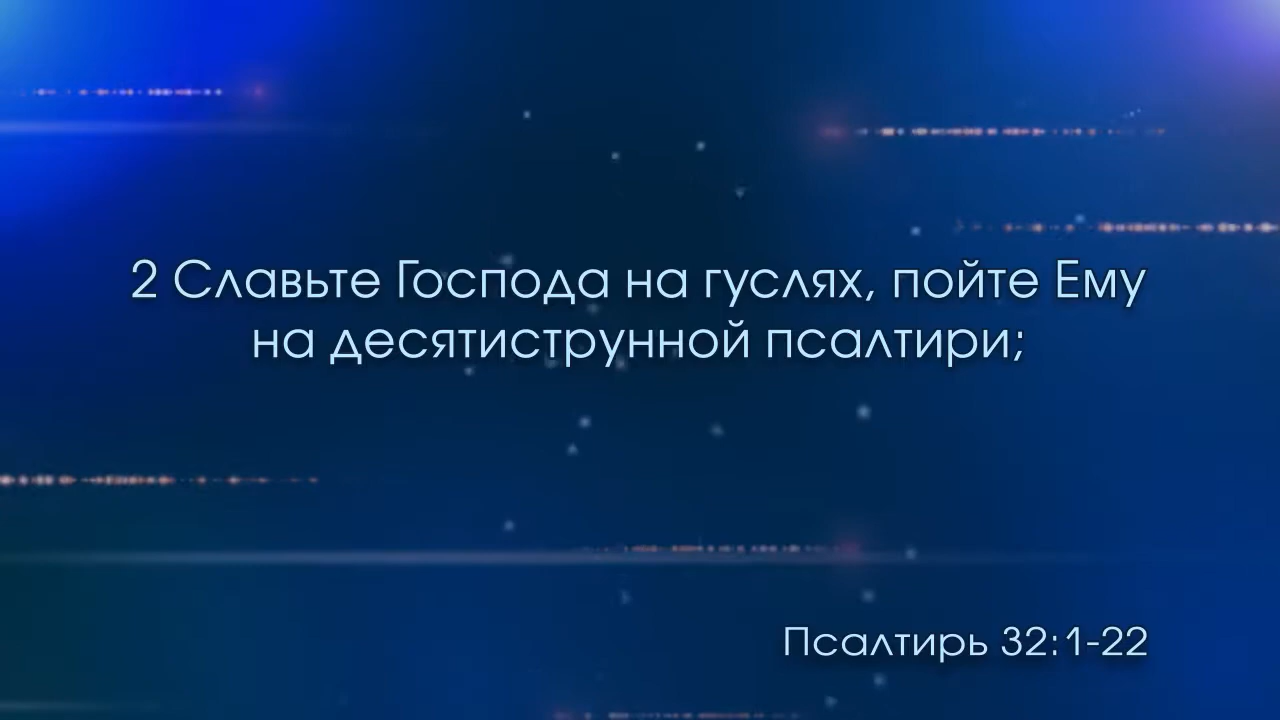 2 Славьте Господа на гуслях, пойте Ему
на десятиструнной псалтири;
Псалтирь 32:1-22